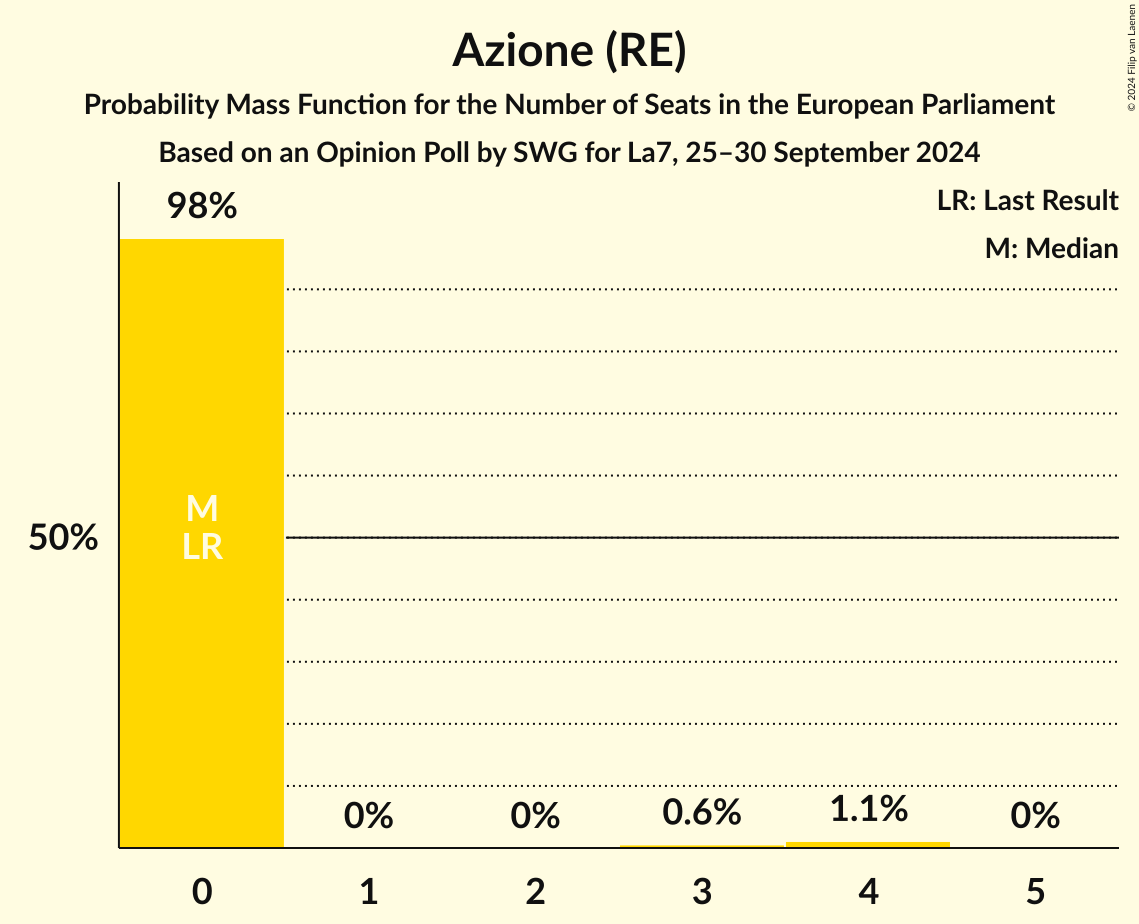 Azione (RE)
Probability Mass Function for the Number of Seats in the European Parliament
Based on an Opinion Poll by SWG for La7, 25–30 September 2024
© 2024 Filip van Laenen
LR: Last Result
M: Median
98%
M
LR
50%
0%
0%
0.6%
1.1%
0%
0
1
2
3
4
5